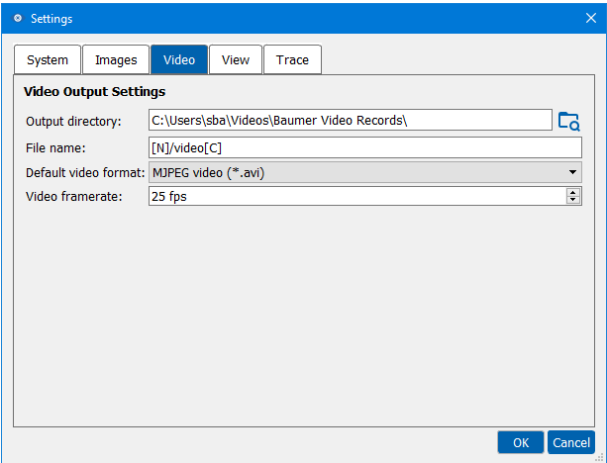 Settings
System Images Video View Trace
Video Output Settings
Output directory: C:\Users\sba\Videos\Baumer Video Records\
File name: [N]/video[C]
Default video format: MJPEG video (*.avi)
Video framerate: 25 fps
OK Cancel